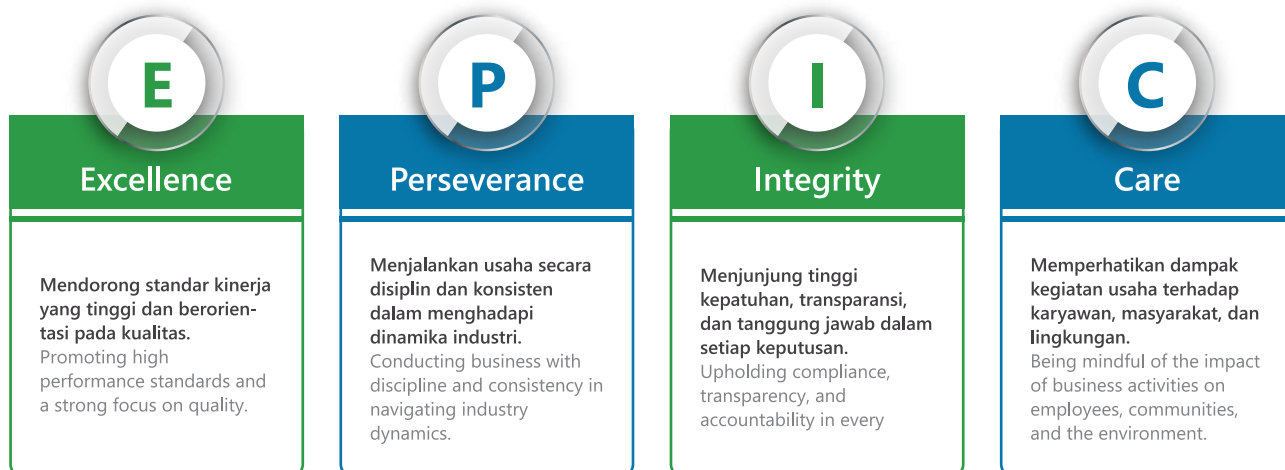 E
Excellence
Mendorong standar kinerja
yang tinggi dan berorien-
tasi pada kualitas.
Promoting high
performance standards and
a strong focus on quality.
P
Perseverance
Menjalankan usaha secara
disiplin dan konsisten
dalam menghadapi
dinamika industri.
Conducting business with
discipline and consistency in
navigating industry
dynamics.
I
Integrity
Menjunjung tinggi
kepatuhan, transparansi,
dan tanggung jawab dalam
setiap keputusan.
Upholding compliance,
transparency, and
accountability in every
C
Care
Memperhatikan dampak
kegiatan usaha terhadap
karyawan, masyarakat, dan
lingkungan.
Being mindful of the impact
of business activities on
employees, communities,
and the environment.